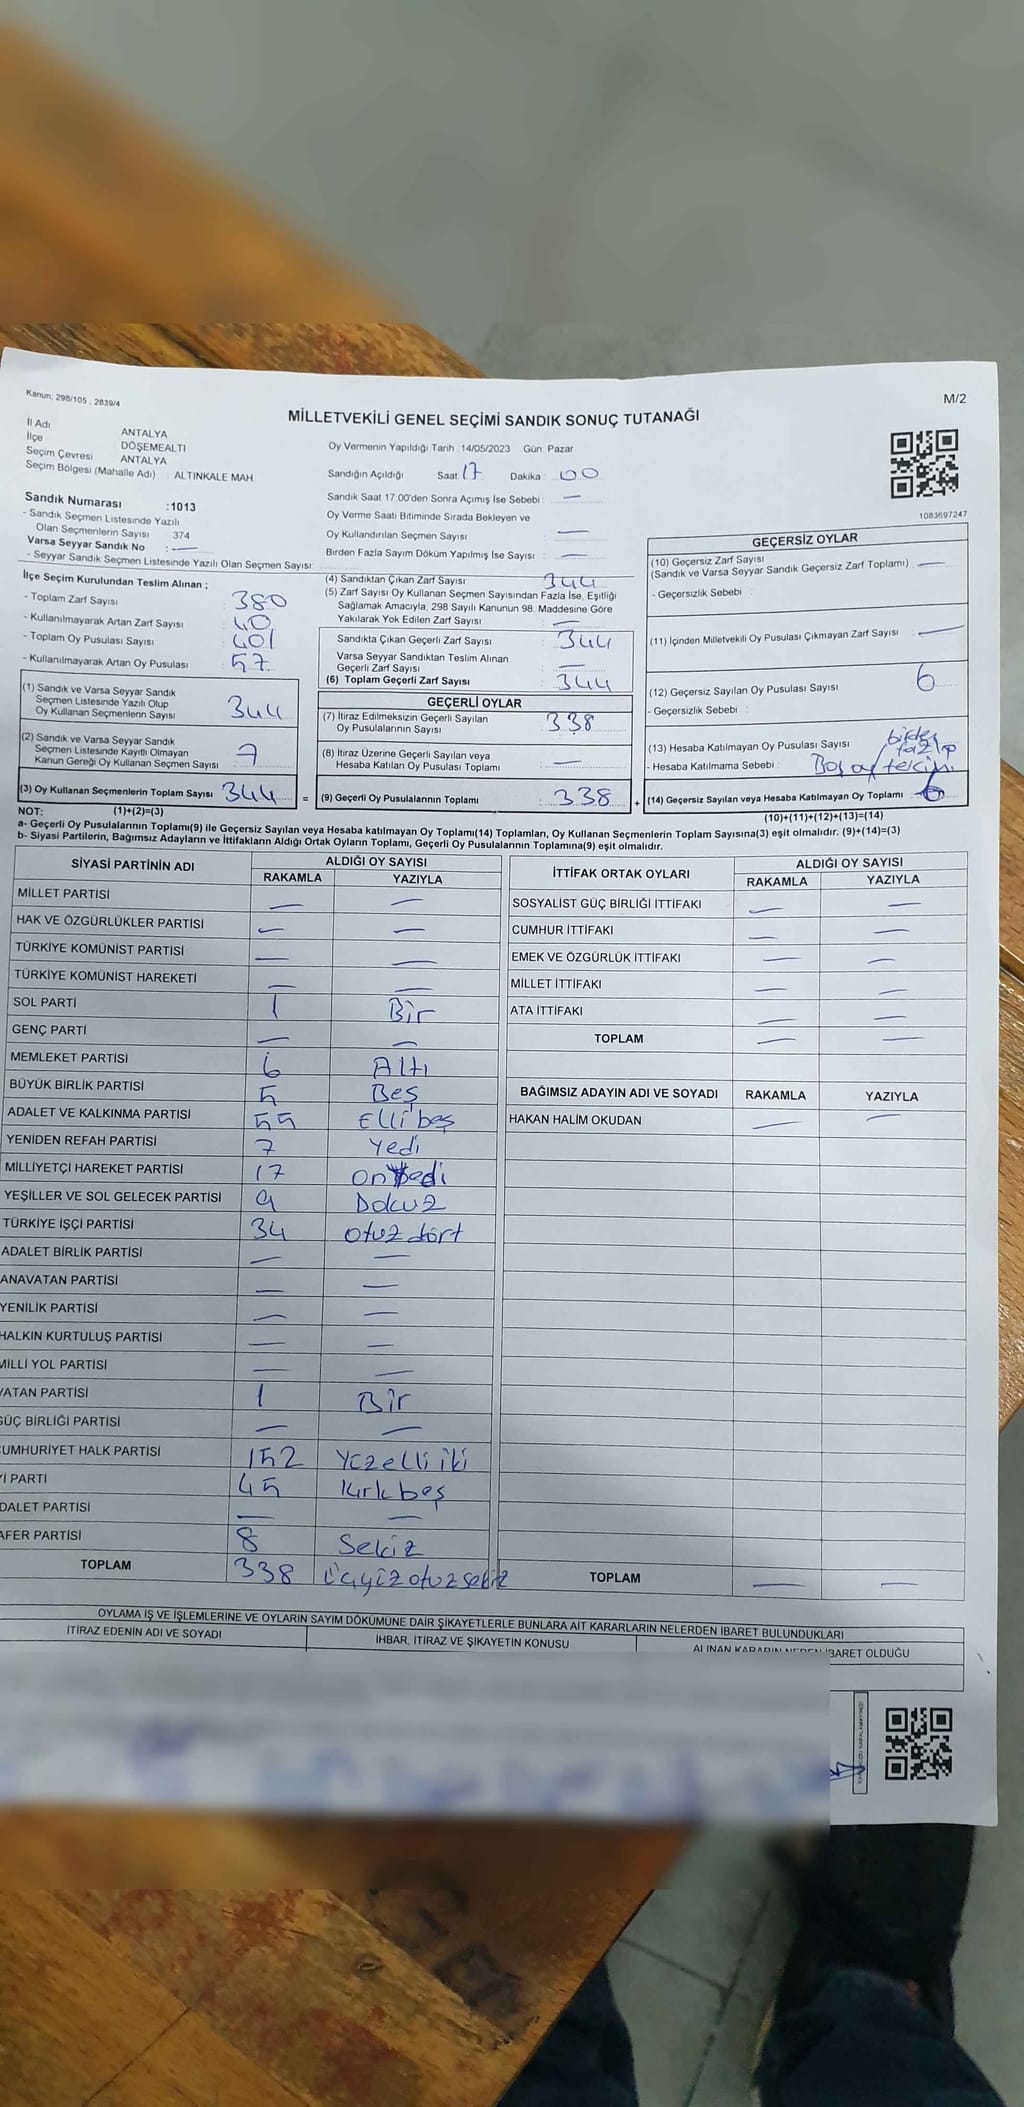 Kanun: 298/105 , 2839/4
M/2
MİLLETVEKİLİ GENEL SEÇİMİ SANDIK SONUÇ TUTANAĞI
İl Adı ANTALYA
İlçe DÖŞEMEALTI
Seçim Çevresi ANTALYA
Seçim Bölgesi (Mahalle Adı) ALTINKALE MAH.
Sandık Numarası :1013
- Sandık Seçmen Listesinde Yazılı
Olan Seçmenlerin Sayısı 374
Varsa Seyyar Sandık No : —
- Seyyar Sandık Seçmen Listesinde Yazılı Olan Seçmen Sayısı
Oy Vermenin Yapıldığı Tarih : 14/05/2023 Gün: Pazar
Sandığın Açıldığı Saat: 17 Dakika : 00
Sandık Saat 17.00'den Sonra Açımış İse Sebebi : —
Oy Verme Saati Bitiminde Sırada Bekleyen ve
Oy Kullandırılan Seçmen Sayısı : —
Birden Fazla Sayım Döküm Yapılmış İse Sayısı : —
1083697247
İlçe Seçim Kurulundan Teslim Alınan ;
- Toplam Zarf Sayısı : 380
- Kullanılmayarak Artan Zarf Sayısı : 40
- Toplam Oy Pusulası Sayısı : 401
- Kullanılmayarak Artan Oy Pusulası : 57
(1) Sandık ve Varsa Seyyar Sandık
Seçmen Listesinde Yazılı Olup
Oy Kullanan Seçmenlerin Sayısı : 344
(2) Sandık ve Varsa Seyyar Sandık
Seçmen Listesinde Kayıtlı Olmayan
Kanun Gereği Oy Kullanan Seçmen Sayısı : 7
(3) Oy Kullanan Seçmenlerin Toplam Sayısı : 344
(1)+(2)=(3)
(4) Sandıktan Çıkan Zarf Sayısı : 344
(5) Zarf Sayısı Oy Kullanan Seçmen Sayısından Fazla İse, Eşitliği
Sağlamak Amacıyla, 298 Sayılı Kanunun 98. Maddesine Göre
Yakılarak Yok Edilen Zarf Sayısı : —
Sandıkta Çıkan Geçerli Zarf Sayısı : 344
Varsa Seyyar Sandıktan Teslim Alınan
Geçerli Zarf Sayısı : —
(6) Toplam Geçerli Zarf Sayısı : 344
GEÇERLİ OYLAR
(7) İtiraz Edilmeksizin Geçerli Sayılan
Oy Pusulalarının Sayısı : 338
(8) İtiraz Üzerine Geçerli Sayılan veya
Hesaba Katılan Oy Pusulası Toplamı : —
= (9) Geçerli Oy Pusulalarının Toplamı : 338 +
GEÇERSİZ OYLAR
(10) Geçersiz Zarf Sayısı
(Sandık ve Varsa Seyyar Sandık Geçersiz Zarf Toplamı) : —
- Geçersizlik Sebebi :
(11) İçinden Milletvekili Oy Pusulası Çıkmayan Zarf Sayısı : —
(12) Geçersiz Sayılan Oy Pusulası Sayısı : 6
- Geçersizlik Sebebi :
(13) Hesaba Katılmayan Oy Pusulası Sayısı :
- Hesaba Katılmama Sebebi : Boş oy
(14) Geçersiz Sayılan veya Hesaba Katılmayan Oy Toplamı : 6
(10)+(11)+(12)+(13)=(14)
NOT:
a- Geçerli Oy Pusulalarının Toplamı(9) ile Geçersiz Sayılan veya Hesaba katılmayan Oy Toplamı(14) Toplamları, Oy Kullanan Seçmenlerin Toplam Sayısına(3) eşit olmalıdır. (9)+(14)=(3)
b- Siyasi Partilerin, Bağımsız Adayların ve İttifakların Aldığı Ortak Oyların Toplamı, Geçerli Oy Pusulalarının Toplamına(9) eşit olmalıdır.
SİYASİ PARTİNİN ADI ALDIĞI OY SAYISI
RAKAMLA YAZIYLA
MİLLET PARTİSİ — —
HAK VE ÖZGÜRLÜKLER PARTİSİ — —
TÜRKİYE KOMÜNİST PARTİSİ — —
TÜRKİYE KOMÜNİST HAREKETİ — —
SOL PARTİ 1 Bir
GENÇ PARTİ — —
MEMLEKET PARTİSİ 6 Altı
BÜYÜK BİRLİK PARTİSİ 5 Beş
ADALET VE KALKINMA PARTİSİ 55 Elli beş
YENİDEN REFAH PARTİSİ 7 Yedi
MİLLİYETÇİ HAREKET PARTİSİ 17 onyedi
YEŞİLLER VE SOL GELECEK PARTİSİ 9 Dokuz
TÜRKİYE İŞÇİ PARTİSİ 34 otuz dört
ADALET BİRLİK PARTİSİ — —
ANAVATAN PARTİSİ — —
YENİLİK PARTİSİ — —
HALKIN KURTULUŞ PARTİSİ — —
MİLLİ YOL PARTİSİ — —
VATAN PARTİSİ 1 Bir
GÜÇ BİRLİĞİ PARTİSİ — —
CUMHURİYET HALK PARTİSİ 152 Yüzelli iki
Yİ PARTİ 45 Kırk beş
DALET PARTİSİ — —
AFER PARTİSİ 8 Sekiz
TOPLAM 338 Üçyüz otuz sekiz
İTTİFAK ORTAK OYLARI ALDIĞI OY SAYISI
RAKAMLA YAZIYLA
SOSYALİST GÜÇ BİRLİĞİ İTTİFAKI — —
CUMHUR İTTİFAKI — —
EMEK VE ÖZGÜRLÜK İTTİFAKI — —
MİLLET İTTİFAKI — —
ATA İTTİFAKI — —
TOPLAM — —
BAĞIMSIZ ADAYIN ADI VE SOYADI RAKAMLA YAZIYLA
HAKAN HALİM OKUDAN — —
TOPLAM — —
OYLAMA İŞ VE İŞLEMLERİNE VE OYLARIN SAYIM DÖKÜMÜNE DAİR ŞİKAYETLERLE BUNLARA AİT KARARLARIN NELERDEN İBARET BULUNDUKLARI
İTİRAZ EDENİN ADI VE SOYADI
İHBAR, İTİRAZ VE ŞİKAYETİN KONUSU
ALINAN KARARIN NEDEN İBARET OLDUĞU